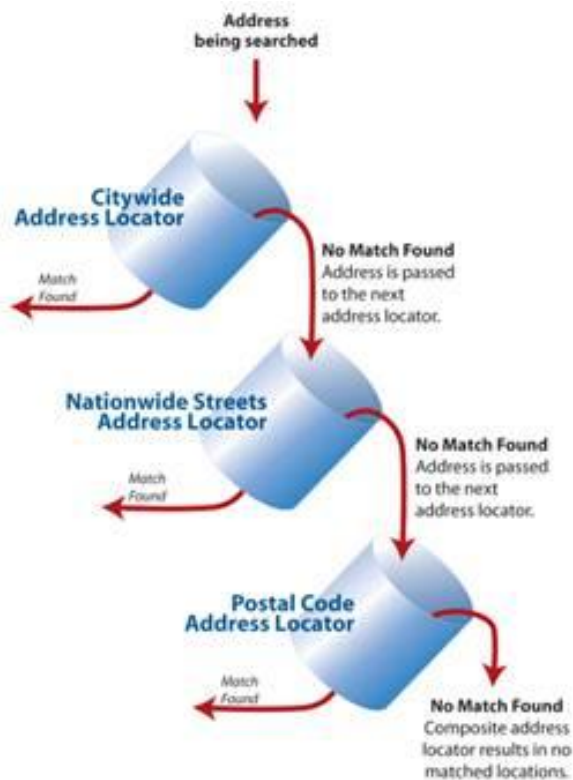 Address
being searched
Citywide
Address Locator
No Match Found
Address is passed
to the next
address locator.
Match
Found
Nationwide Streets
Address Locator
No Match Found
Address is passed
to the next
address locator.
Match
Found
Postal Code
Address Locator
Match
Found
No Match Found
Composite address
locator results in no
matched locations.